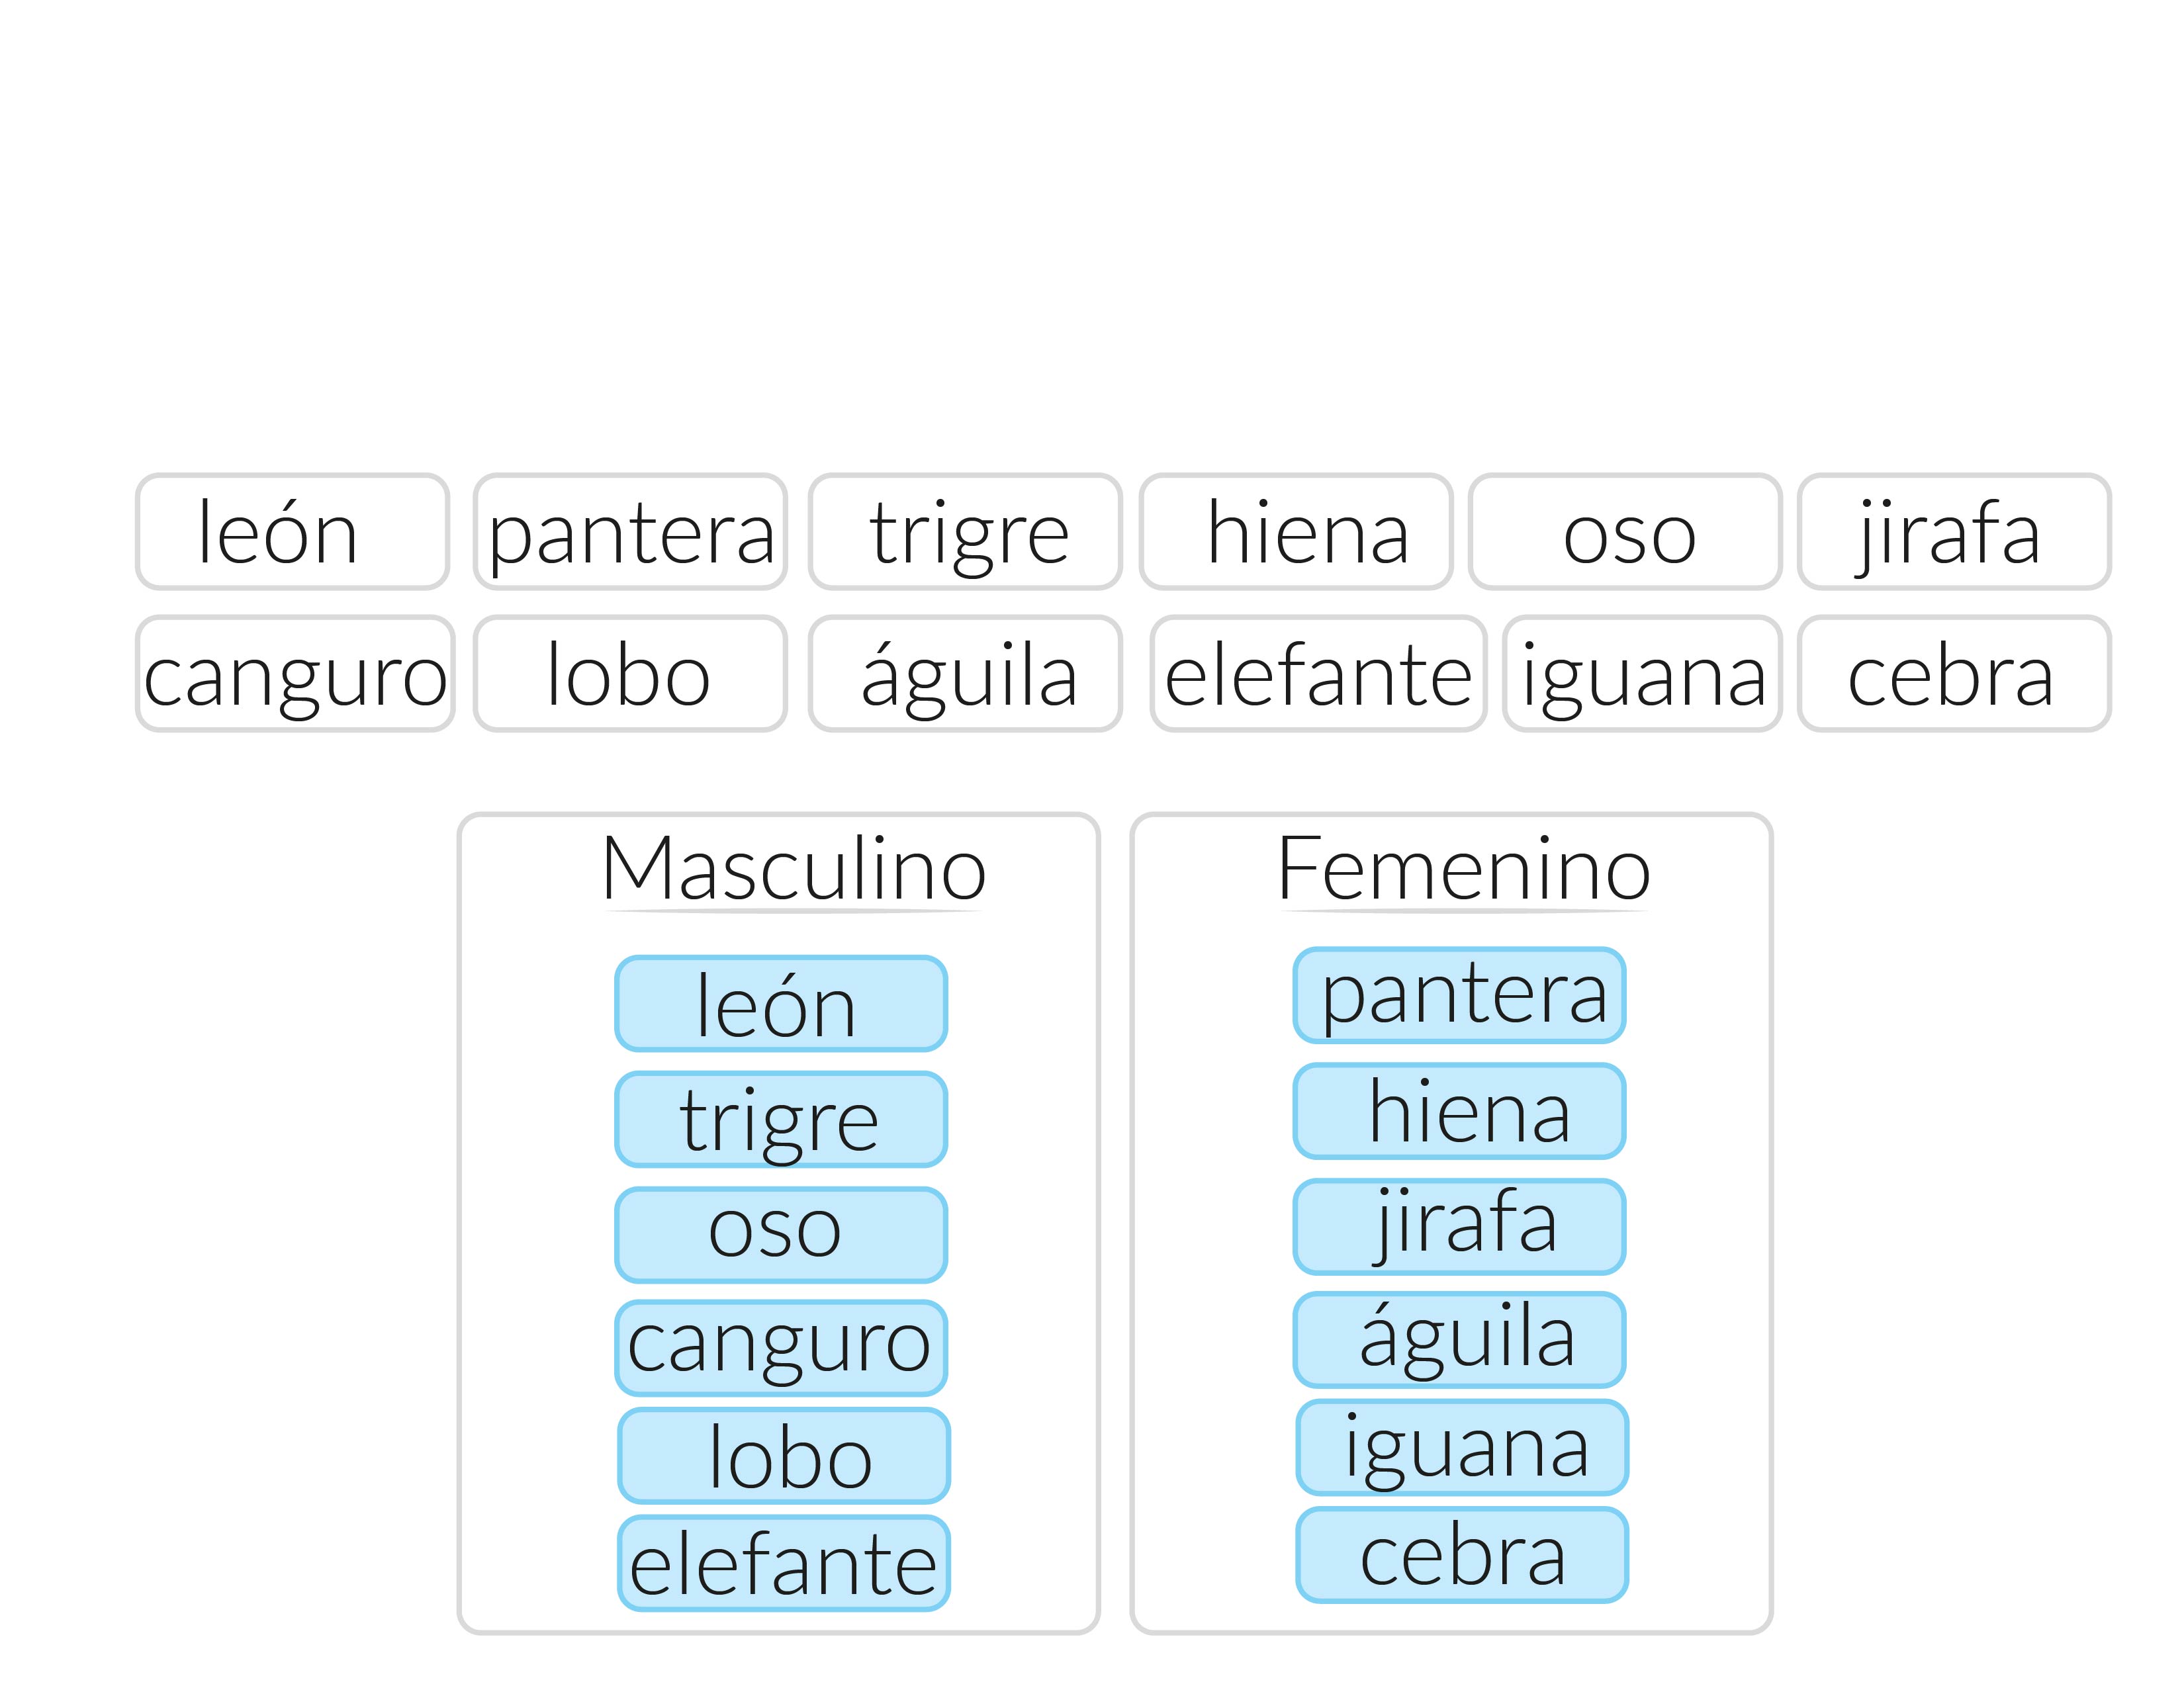 león pantera trigre hiena oso jirafa
canguro lobo águila elefante iguana cebra
Masculino
león
trigre
oso
canguro
lobo
elefante
Femenino
pantera
hiena
jirafa
águila
iguana
cebra